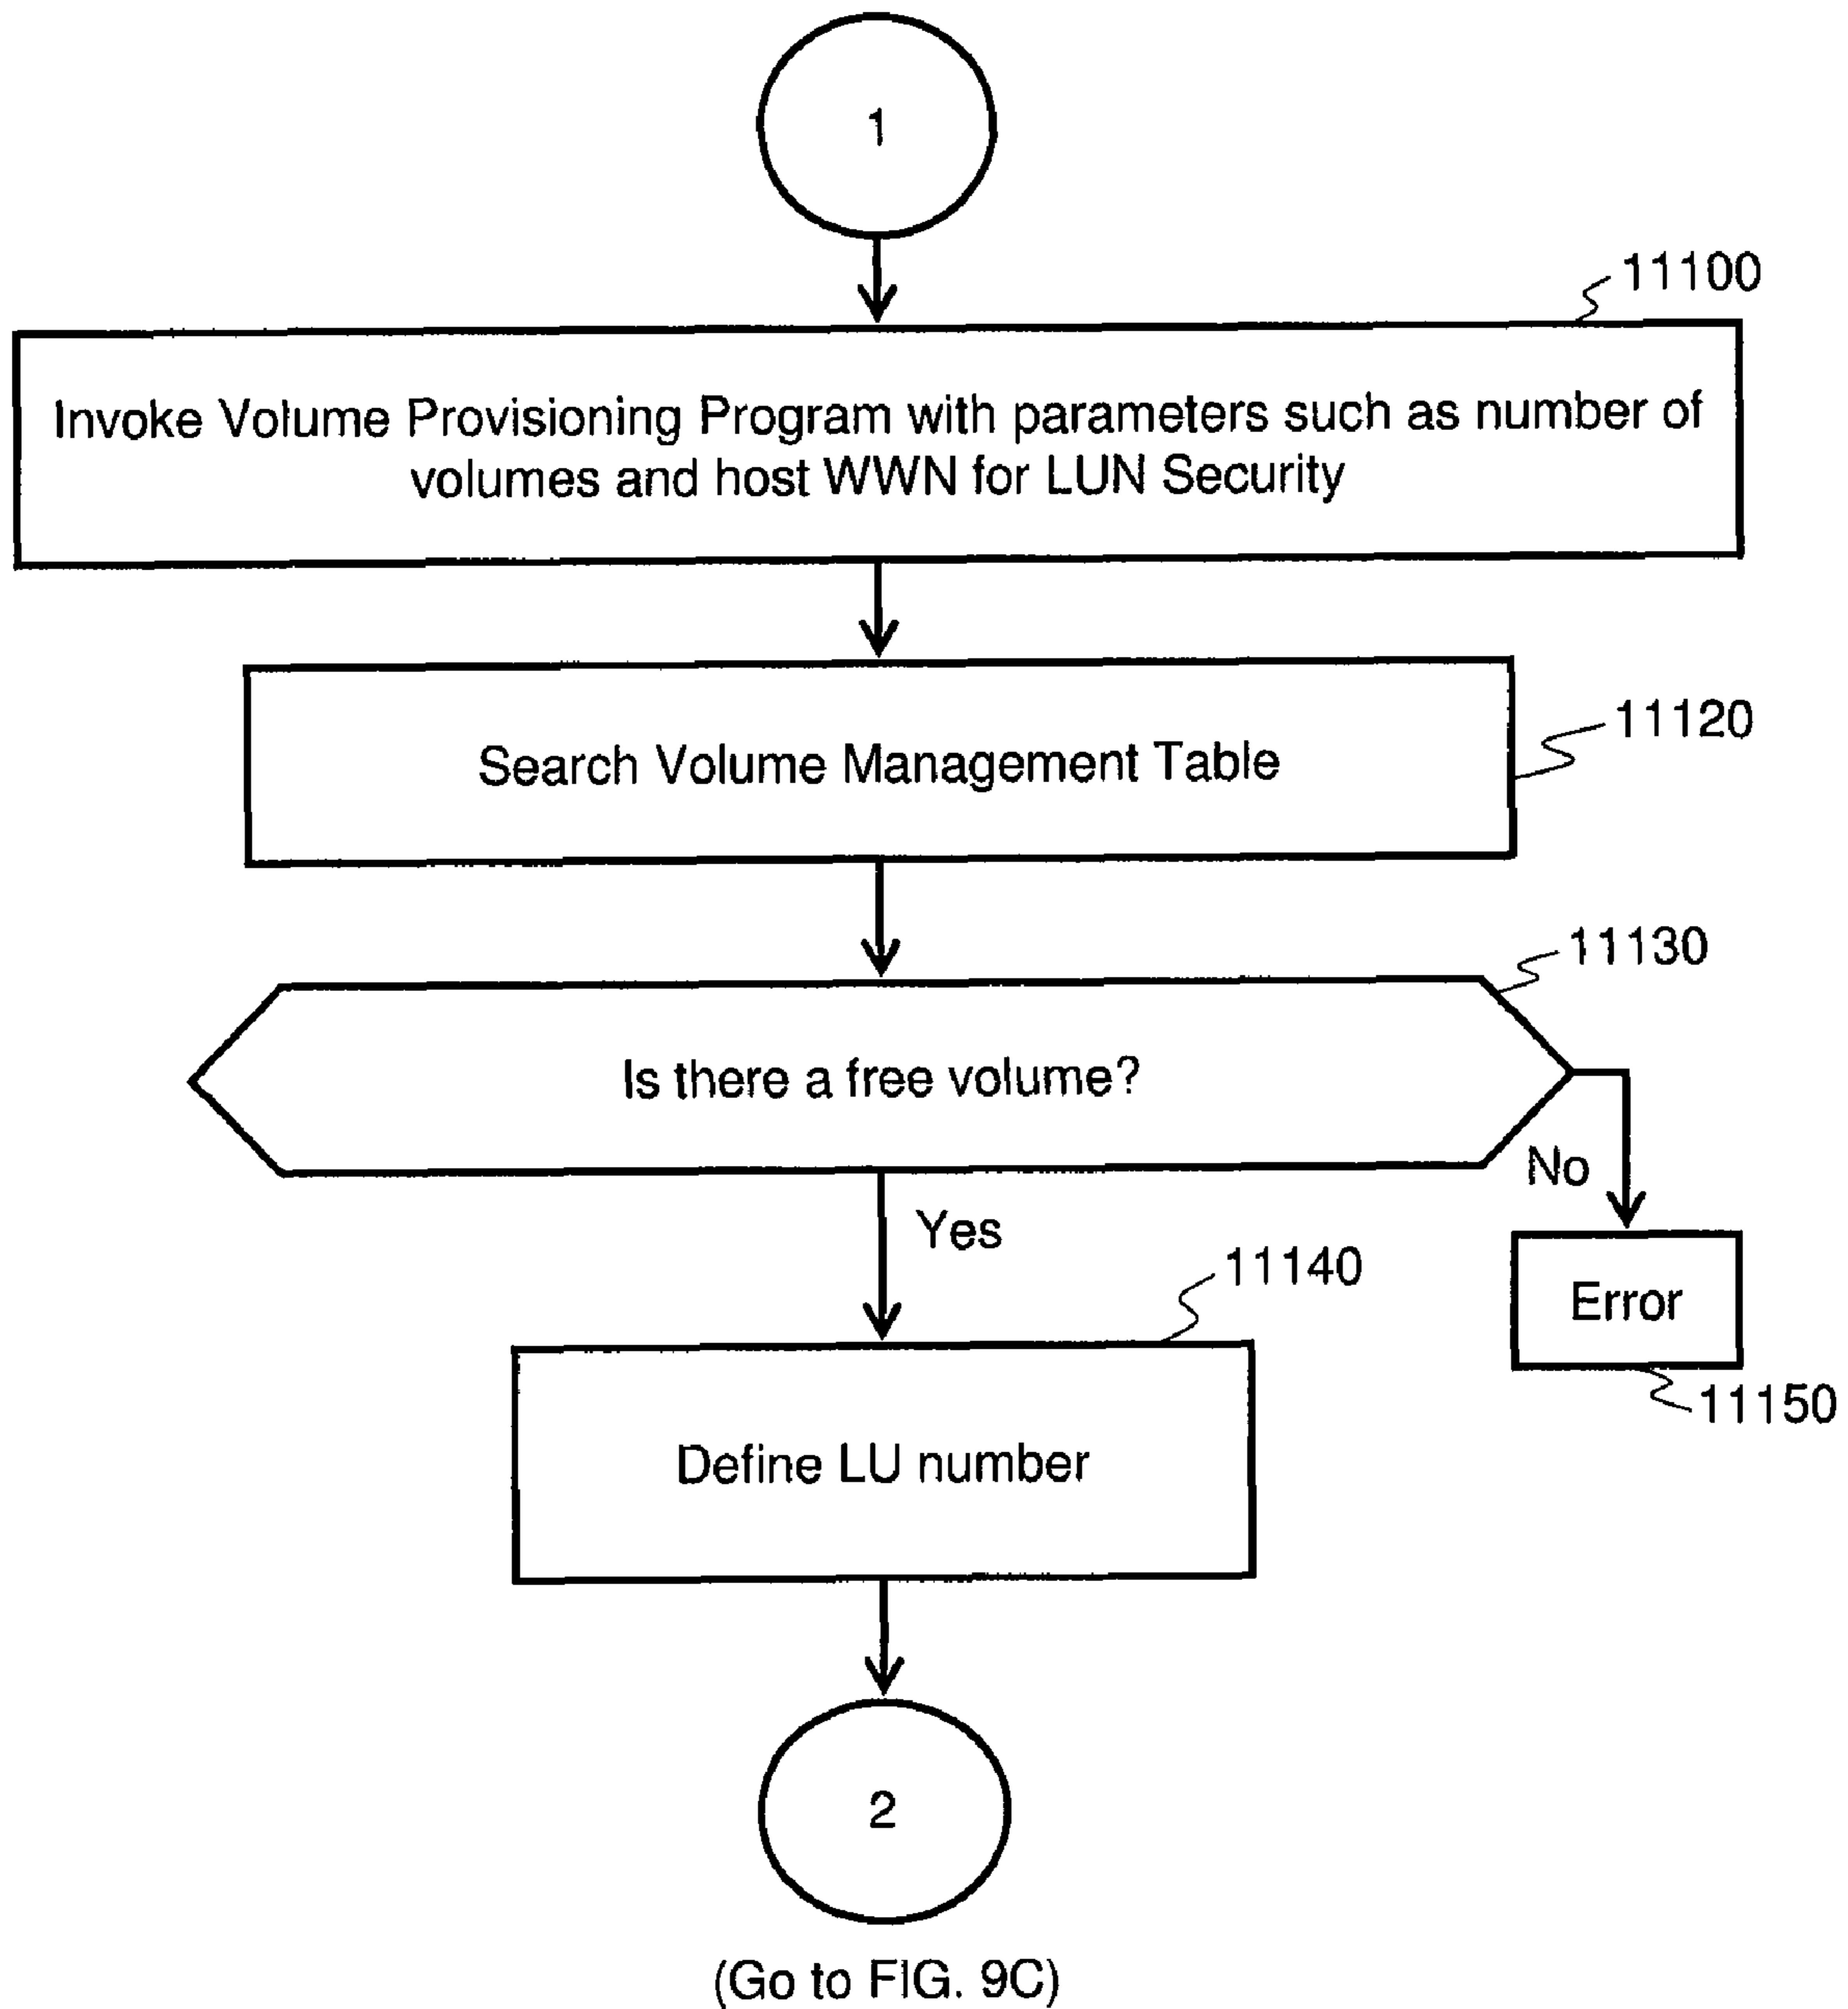 1
11100
Invoke Volume Provisioning Program with parameters such as number of
volumes and host WWN for LUN Security
11120
Search Volume Management Table
11130
Is there a free volume?
No
Yes
11140
Error
11150
Define LU number
2
(Go to FIG. 9C)